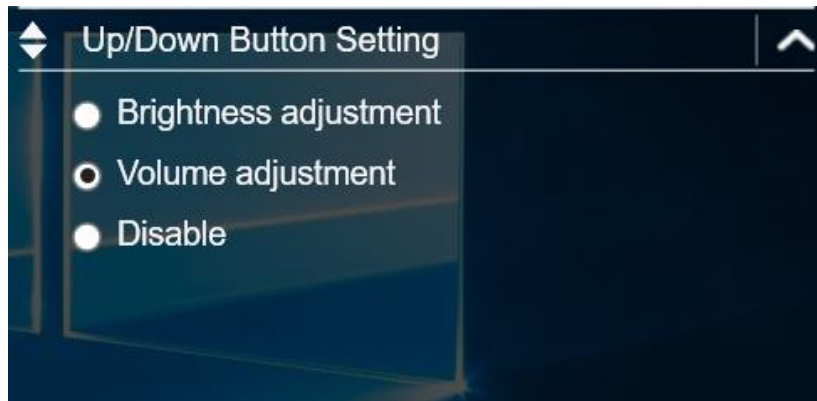 Up/Down Button Setting
Brightness adjustment
Volume adjustment
Disable